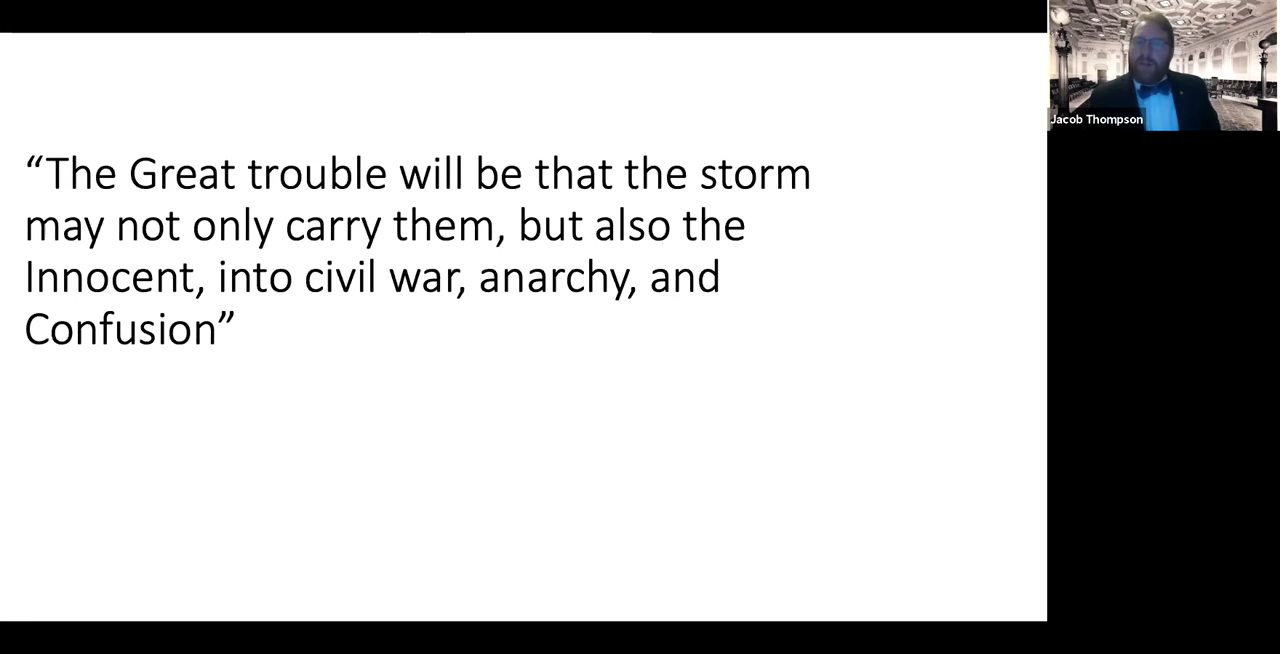 “The Great trouble will be that the storm
may not only carry them, but also the
Innocent, into civil war, anarchy, and
Confusion”
Jacob Thompson